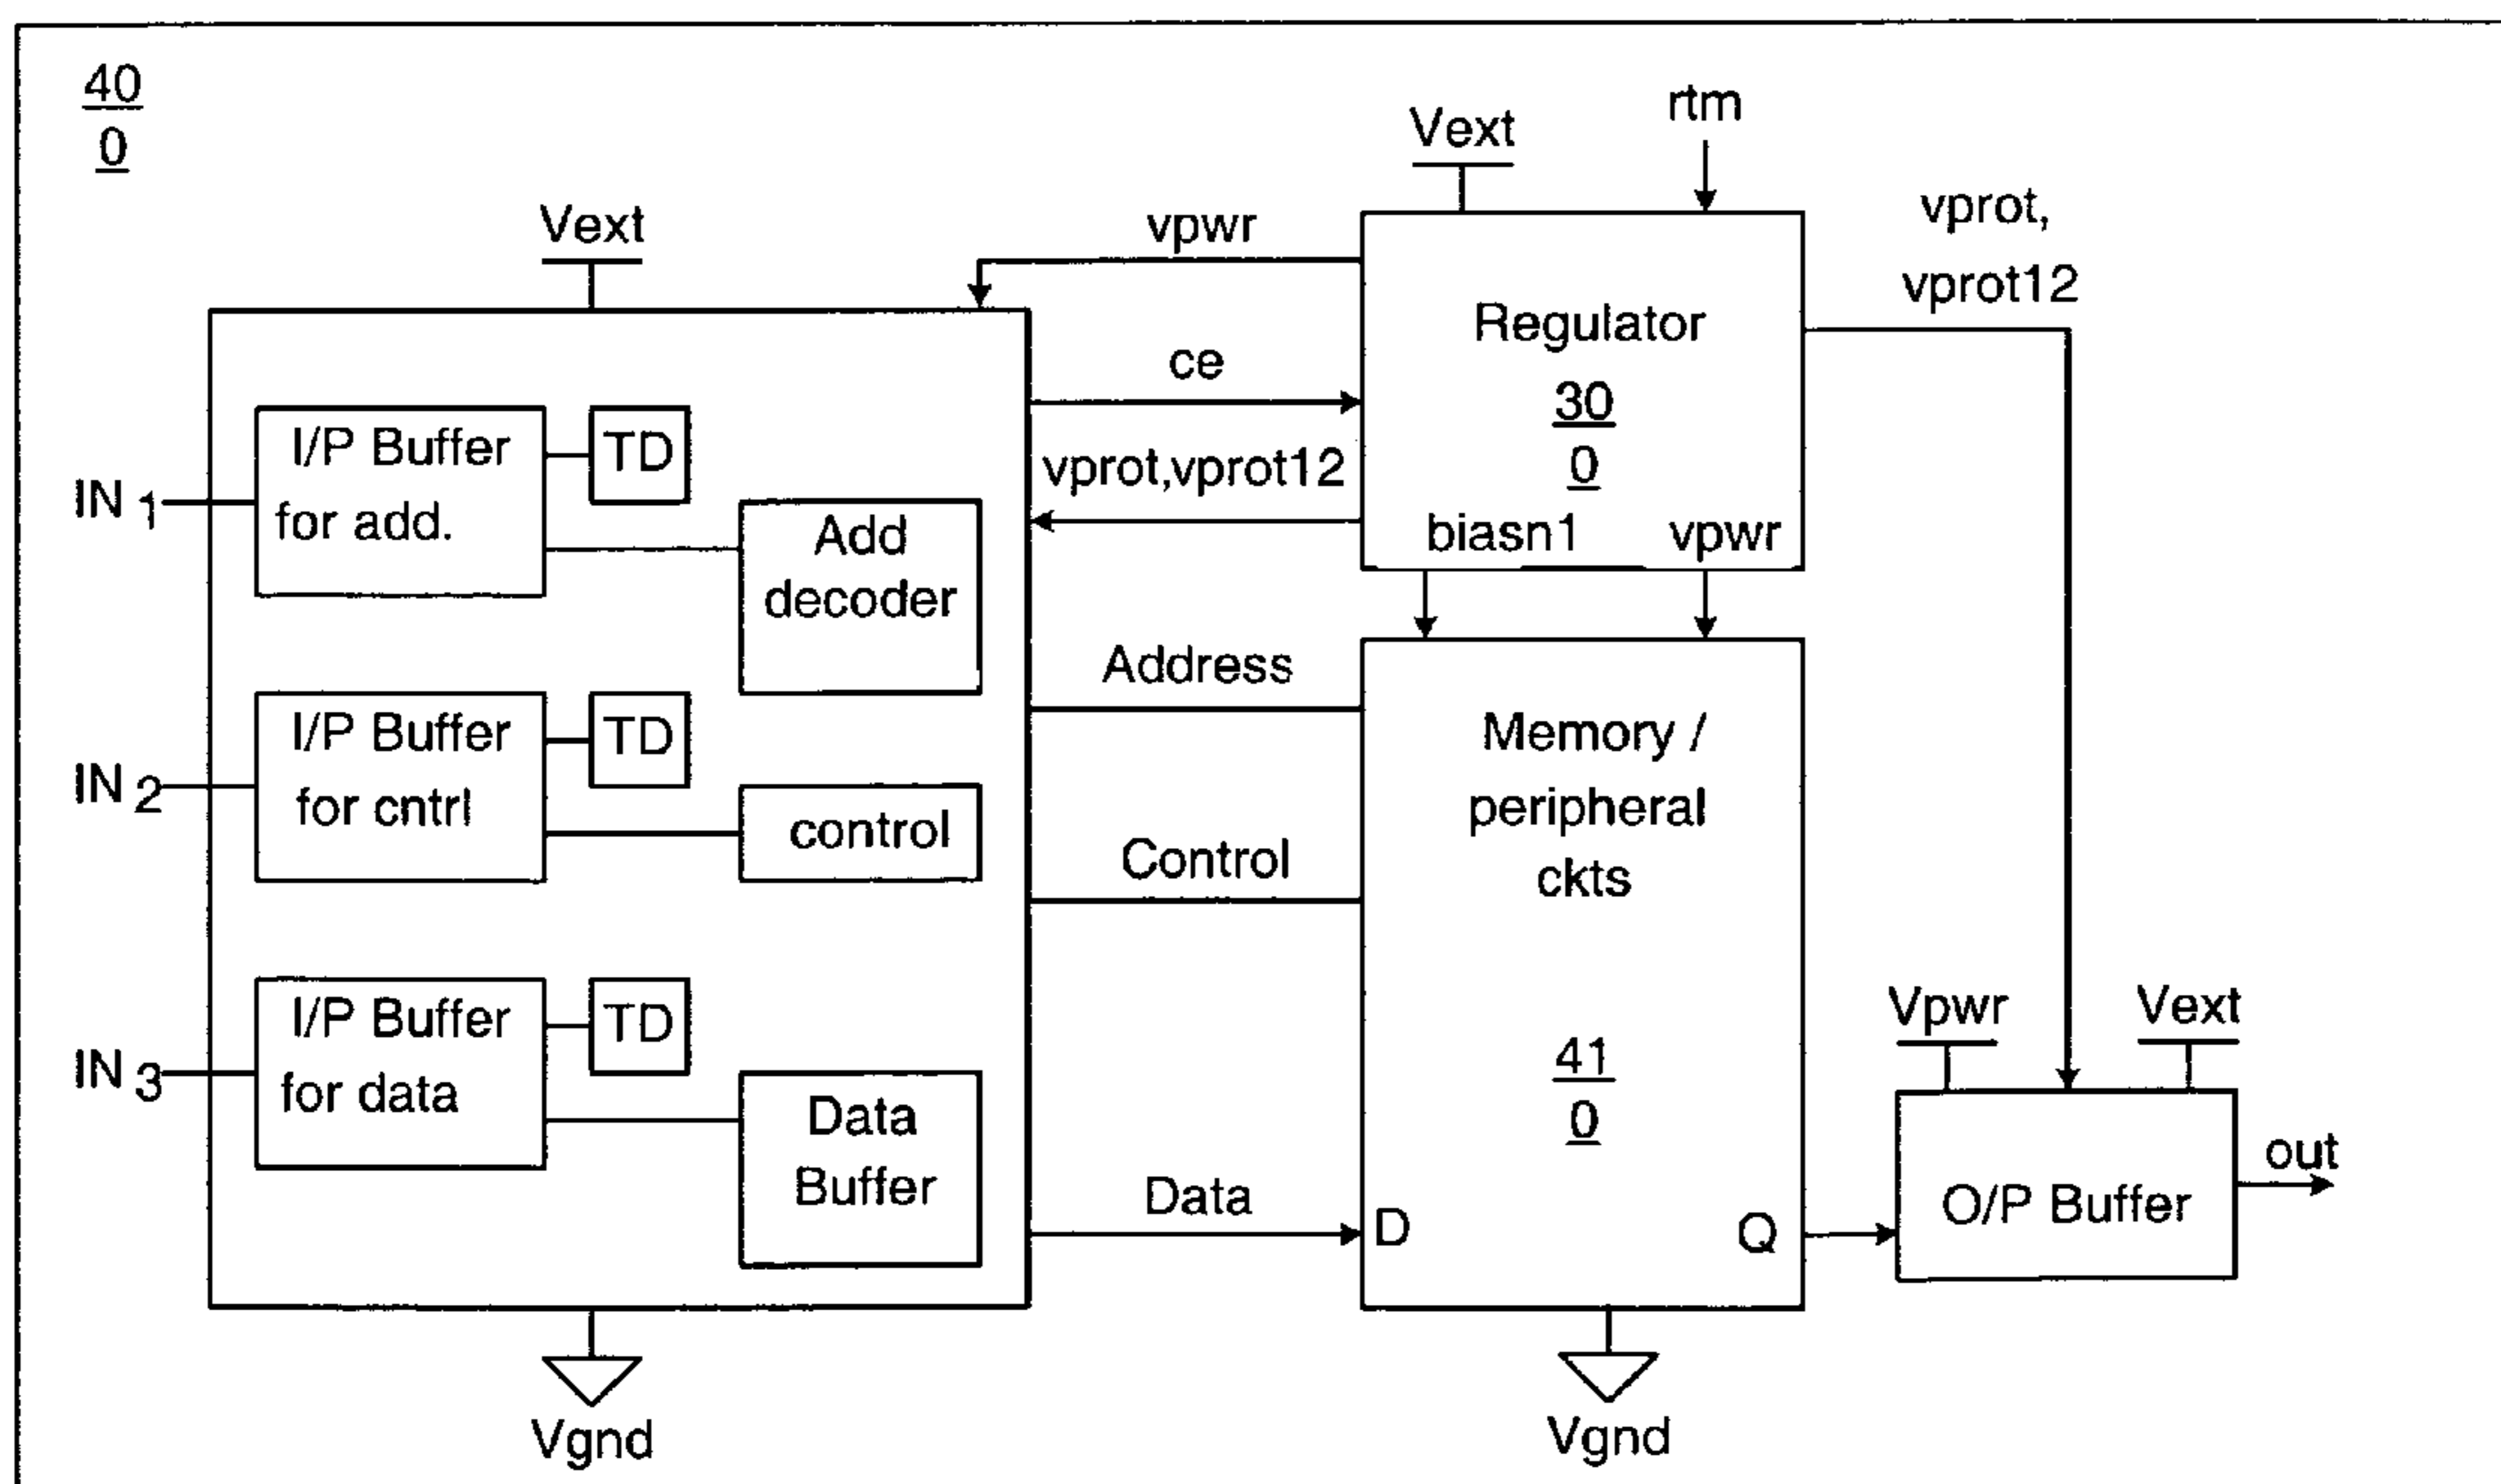 40
0
Vext
rtm
Vext
vpwr
vprot,
vprot12
Regulator
30
0
ce
vprot,vprot12
biasn1 vpwr
I/P Buffer
for add.
TD
IN 1
Add
decoder
Address
I/P Buffer
for cntrl
TD
IN 2
control
Memory /
peripheral
ckts
Control
I/P Buffer
for data
TD
IN 3
Data
Buffer
41
0
Vpwr
Vext
Data
D
Q
O/P Buffer
out
Vgnd
Vgnd